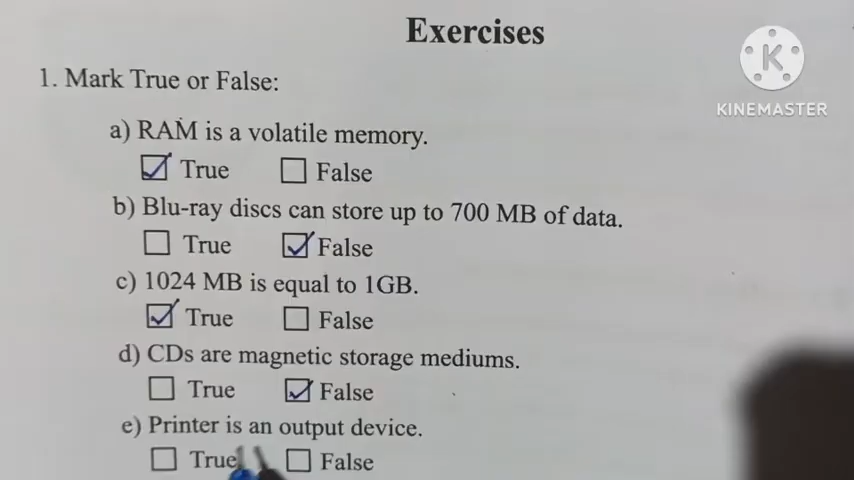 Exercises
K
KINEMASTER
1. Mark True or False:
a) RAM is a volatile memory.
True False
b) Blu-ray discs can store up to 700 MB of data.
True False
c) 1024 MB is equal to 1GB.
True False
d) CDs are magnetic storage mediums.
True False
e) Printer is an output device.
True False